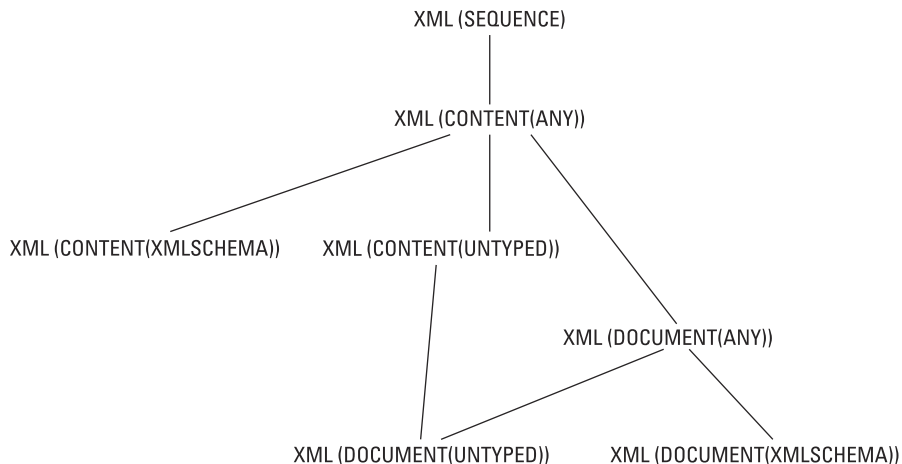 XML (SEQUENCE)
XML (CONTENT(ANY))
XML (CONTENT(XMLSCHEMA))
XML (CONTENT(UNTYPED))
XML (DOCUMENT(ANY))
XML (DOCUMENT(UNTYPED))
XML (DOCUMENT(XMLSCHEMA))